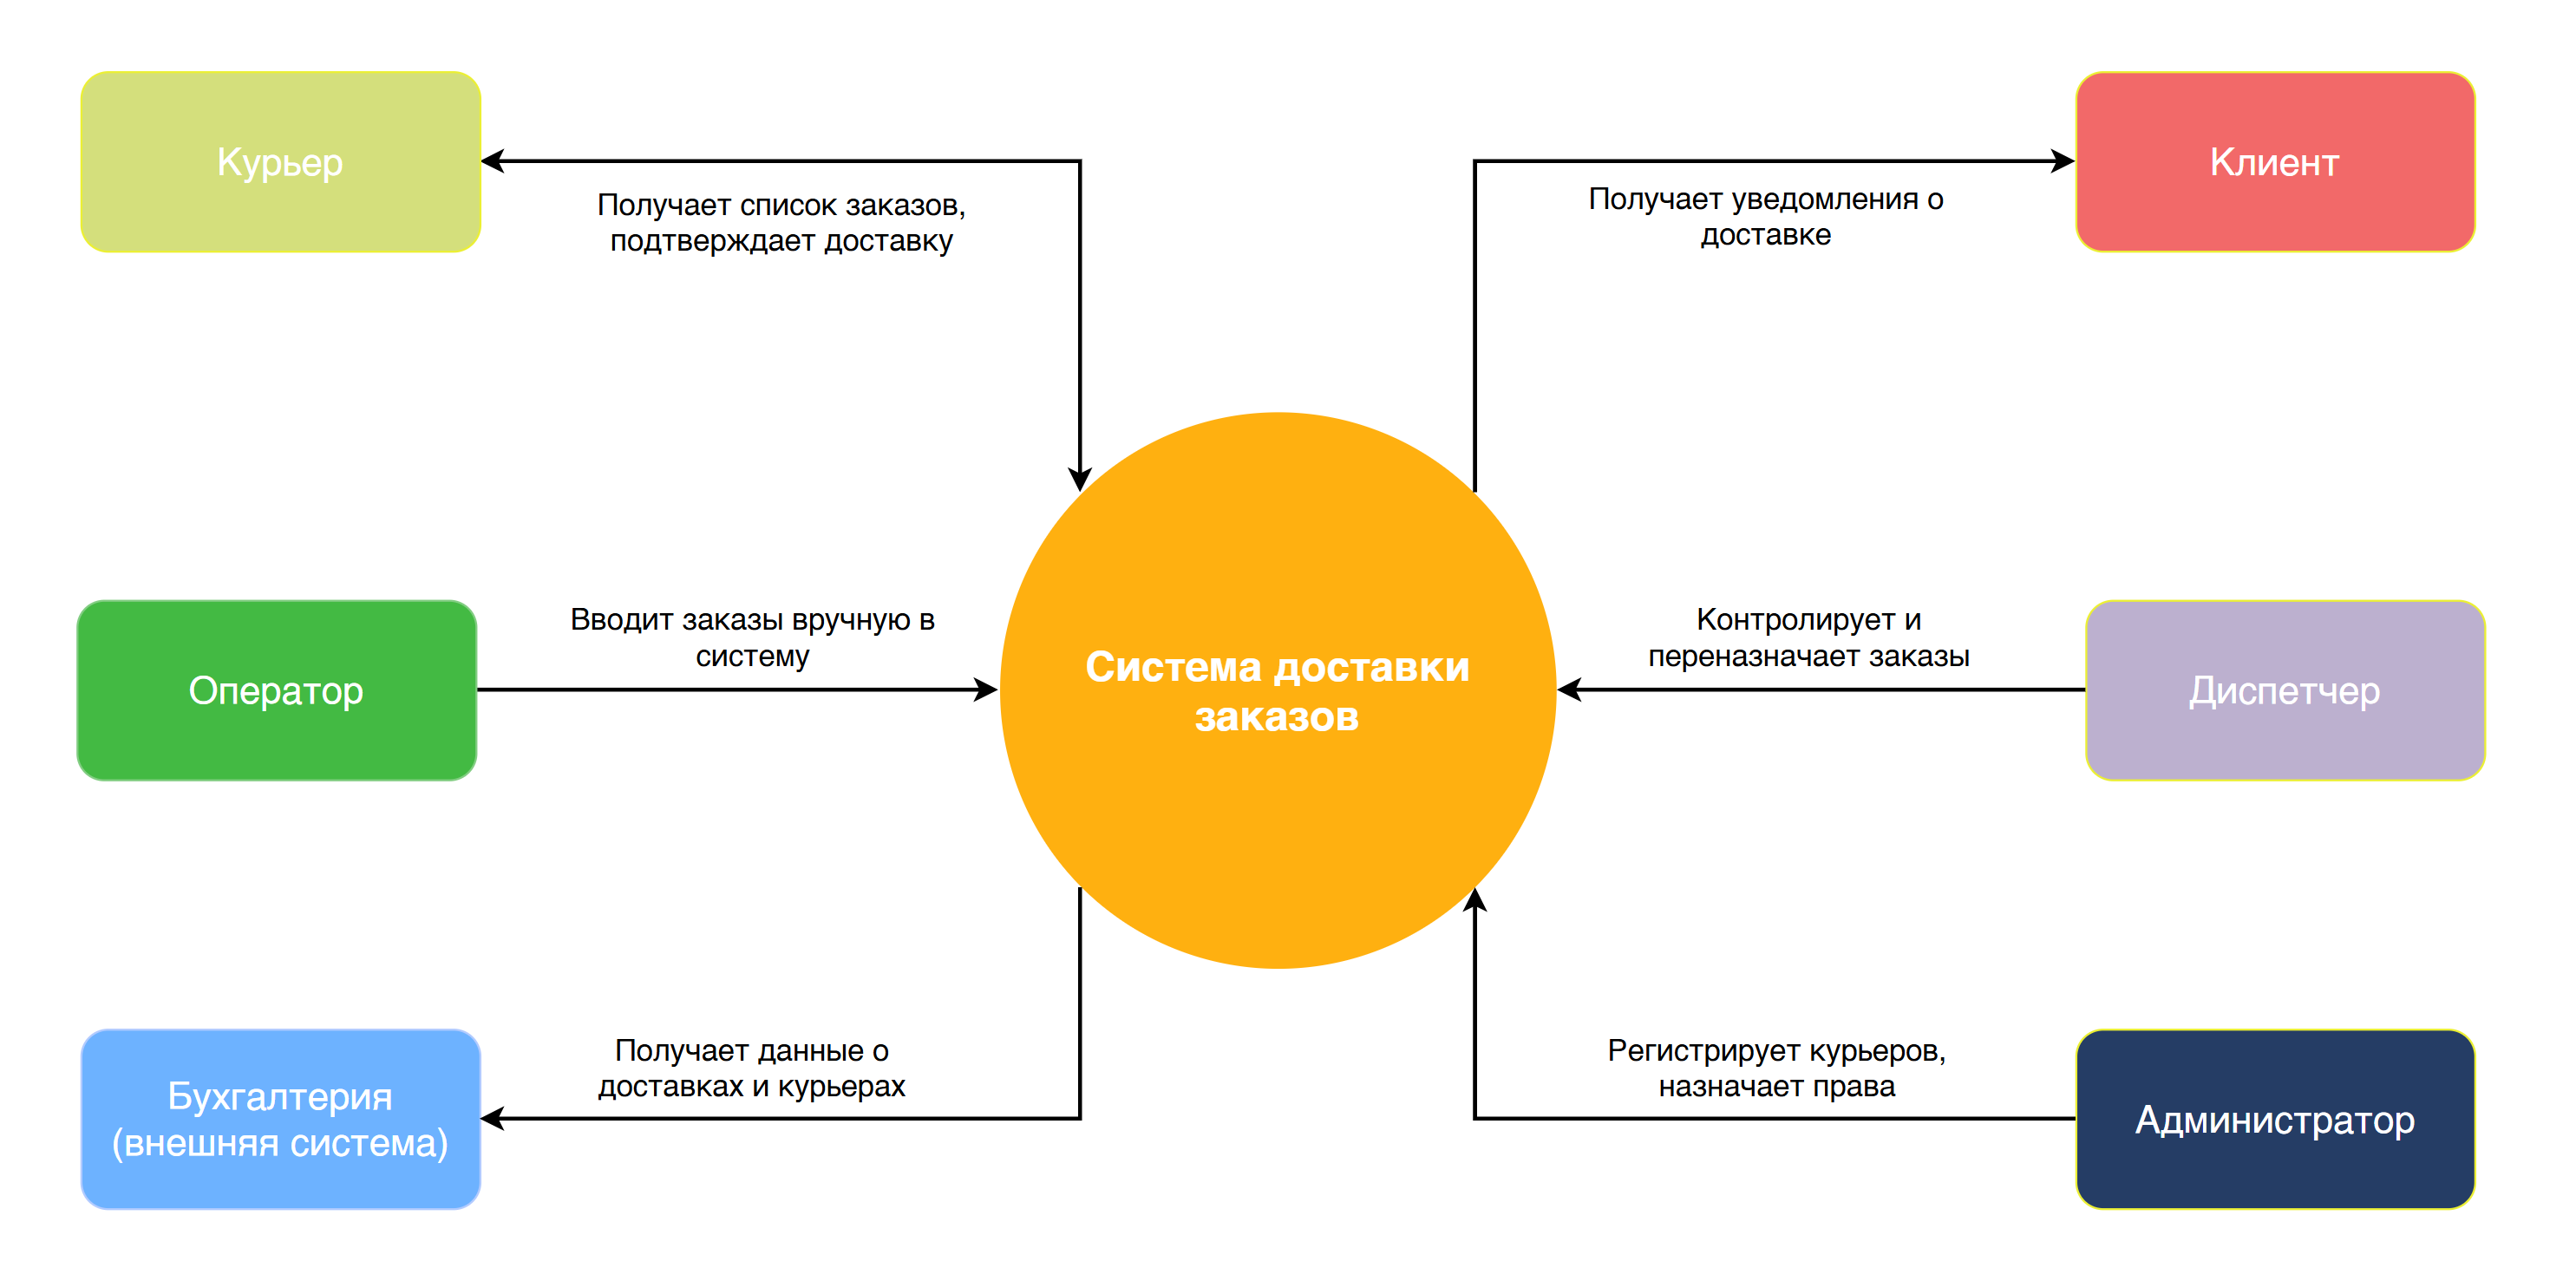 Курьер
Получает список заказов,
подтверждает доставку
Получает уведомления о
доставке
Клиент
Оператор
Вводит заказы вручную в
систему
Система доставки
заказов
Контролирует и
переназначает заказы
Диспетчер
Бухгалтерия
(внешняя система)
Получает данные о
доставках и курьерах
Регистрирует курьеров,
назначает права
Администратор